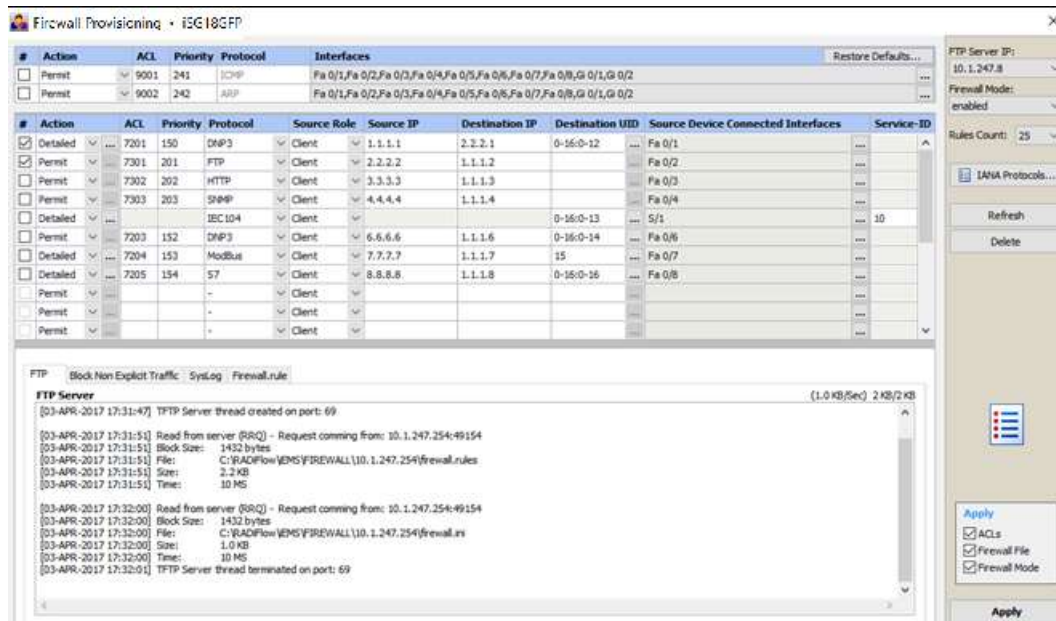 Firewall Provisioning - iSG18GFP
# Action ACL Priority Protocol Interfaces Restore Defaults...
Permit 9001 241 ICMP Fa 0/1,Fa 0/2,Fa 0/3,Fa 0/4,Fa 0/5,Fa 0/6,Fa 0/7,Fa 0/8,Gi 0/1,Gi 0/2 ...
Permit 9002 242 ARP Fa 0/1,Fa 0/2,Fa 0/3,Fa 0/4,Fa 0/5,Fa 0/6,Fa 0/7,Fa 0/8,Gi 0/1,Gi 0/2 ...
# Action ACL Priority Protocol Source Role Source IP Destination IP Destination UID Source Device Connected Interfaces Service-ID
Detailed ... 7201 150 DNP3 Client 1.1.1.1 2.2.2.1 0-16:0-12 ... Fa 0/1 ...
Permit ... 7301 201 FTP Client 2.2.2.2 1.1.1.2 ... Fa 0/2 ...
Permit ... 7302 202 HTTP Client 3.3.3.3 1.1.1.3 ... Fa 0/3 ...
Permit ... 7303 203 SNMP Client 4.4.4.4 1.1.1.4 ... Fa 0/4 ...
Detailed ... IEC104 Client 0-16:0-13 ... S/1 ... 10
Permit ... 7203 152 DNP3 Client 6.6.6.6 1.1.1.6 0-16:0-14 ... Fa 0/6 ...
Detailed ... 7204 153 ModBus Client 7.7.7.7 1.1.1.7 15 ... Fa 0/7 ...
Detailed ... 7205 154 S7 Client 8.8.8.8 1.1.1.8 0-16:0-16 ... Fa 0/8 ...
Permit ... - Client ... ...
Permit ... - Client ... ...
Permit ... - Client ... ...
FTP Block Non Explicit Traffic SysLog Firewall.rule
FTP Server (1.0 KB/Sec) 2 KB/2 KB
[03-APR-2017 17:31:47] TFTP Server thread created on port: 69
[03-APR-2017 17:31:51] Read from server (RRQ) - Request comming from: 10.1.247.254:49154
[03-APR-2017 17:31:51] Block Size: 1432 bytes
[03-APR-2017 17:31:51] File: C:\RADiFlow\EMS\FIREWALL\10.1.247.254\firewall.rules
[03-APR-2017 17:31:51] Size: 2.2 KB
[03-APR-2017 17:31:51] Time: 10 MS
[03-APR-2017 17:32:00] Read from server (RRQ) - Request comming from: 10.1.247.254:49154
[03-APR-2017 17:32:00] Block Size: 1432 bytes
[03-APR-2017 17:32:00] File: C:\RADiFlow\EMS\FIREWALL\10.1.247.254\firewall.ini
[03-APR-2017 17:32:00] Size: 1.0 KB
[03-APR-2017 17:32:00] Time: 10 MS
[03-APR-2017 17:32:01] TFTP Server thread terminated on port: 69
FTP Server IP:
10.1.247.8
Firewall Mode:
enabled
Rules Count: 25
IANA Protocols...
Refresh
Delete
Apply
ACLs
Firewall File
Firewall Mode
Apply